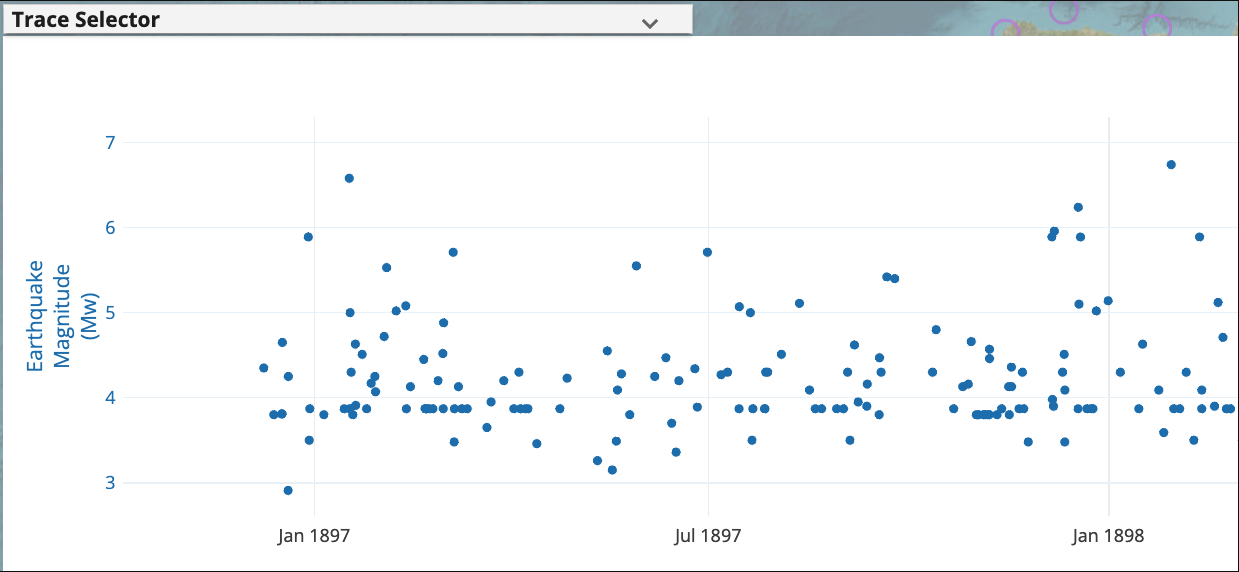 Trace Selector
7
6
5
4
3
Earthquake
Magnitude
(Mw)
Jan 1897
Jul 1897
Jan 1898